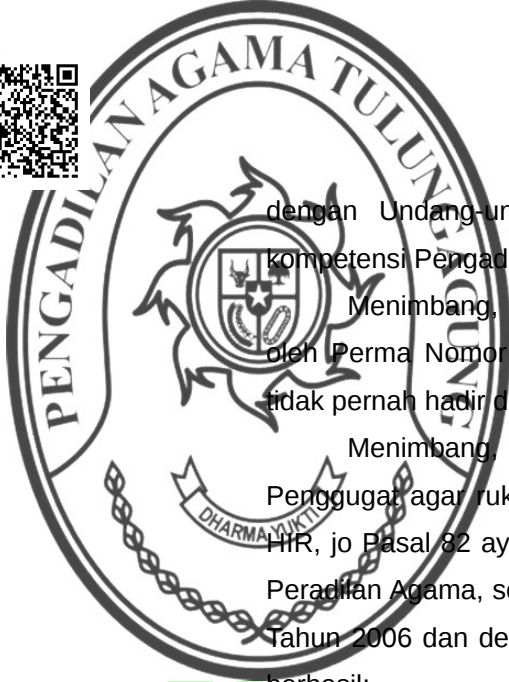 PENGADILAN AGAMA TULUNGAGUNG
dengan Undang-un
kompetensi Pengad
Menimbang,
oleh Perma Nomor
tidak pernah hadir d
Menimbang,
Penggugat agar ruk
HIR, jo Pasal 82 ay
DHARMAYUKTI
Peradilan Agama, se
Tahun 2006 dan de
berhasil;